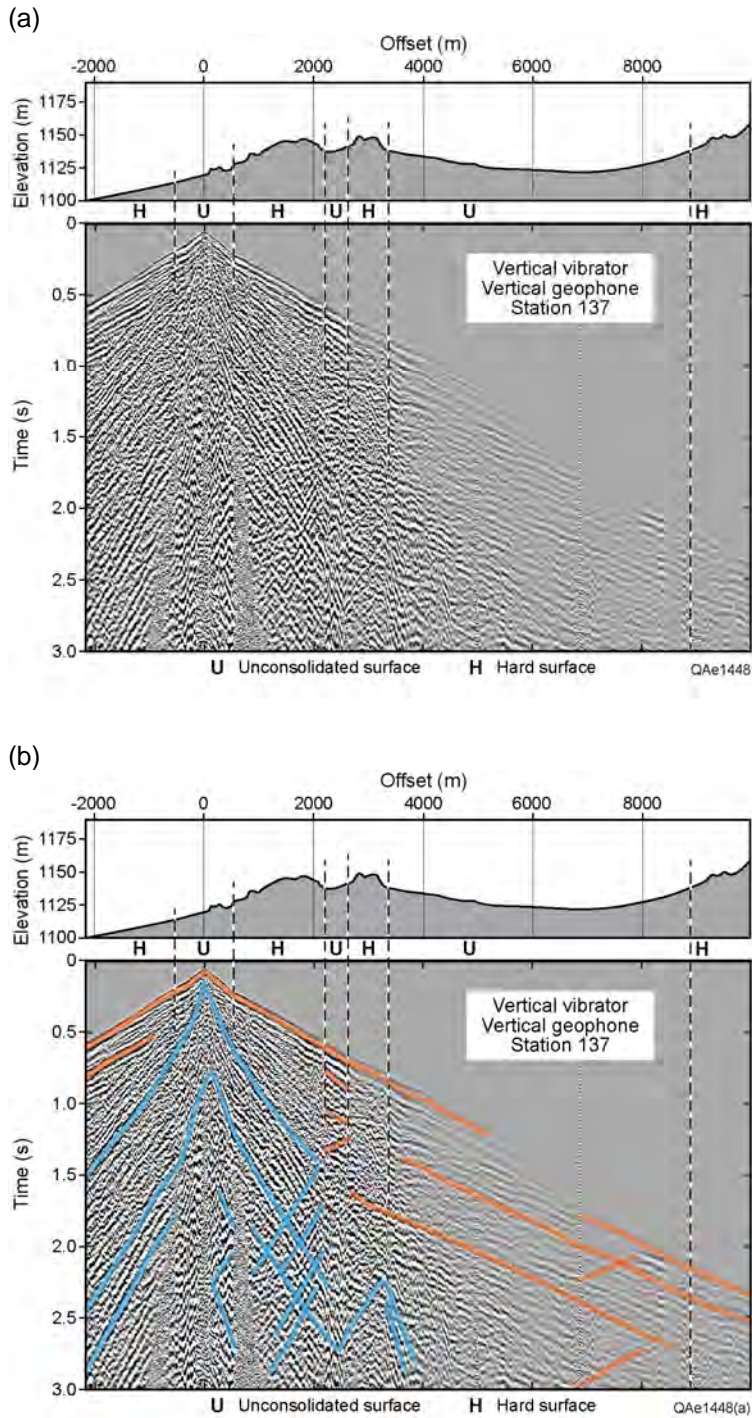 (a)
Offset (m)
-2000 0 2000 4000 6000 8000
Elevation (m)
1175
1150
1125
1100
H U H U H U H
Time (s)
0
0.5
1.0
1.5
2.0
2.5
3.0
Vertical vibrator
Vertical geophone
Station 137
U Unconsolidated surface H Hard surface
QAe1448
(b)
Offset (m)
-2000 0 2000 4000 6000 8000
Elevation (m)
1175
1150
1125
1100
H U H U H U H
Time (s)
0
0.5
1.0
1.5
2.0
2.5
3.0
Vertical vibrator
Vertical geophone
Station 137
U Unconsolidated surface H Hard surface
QAe1448(a)